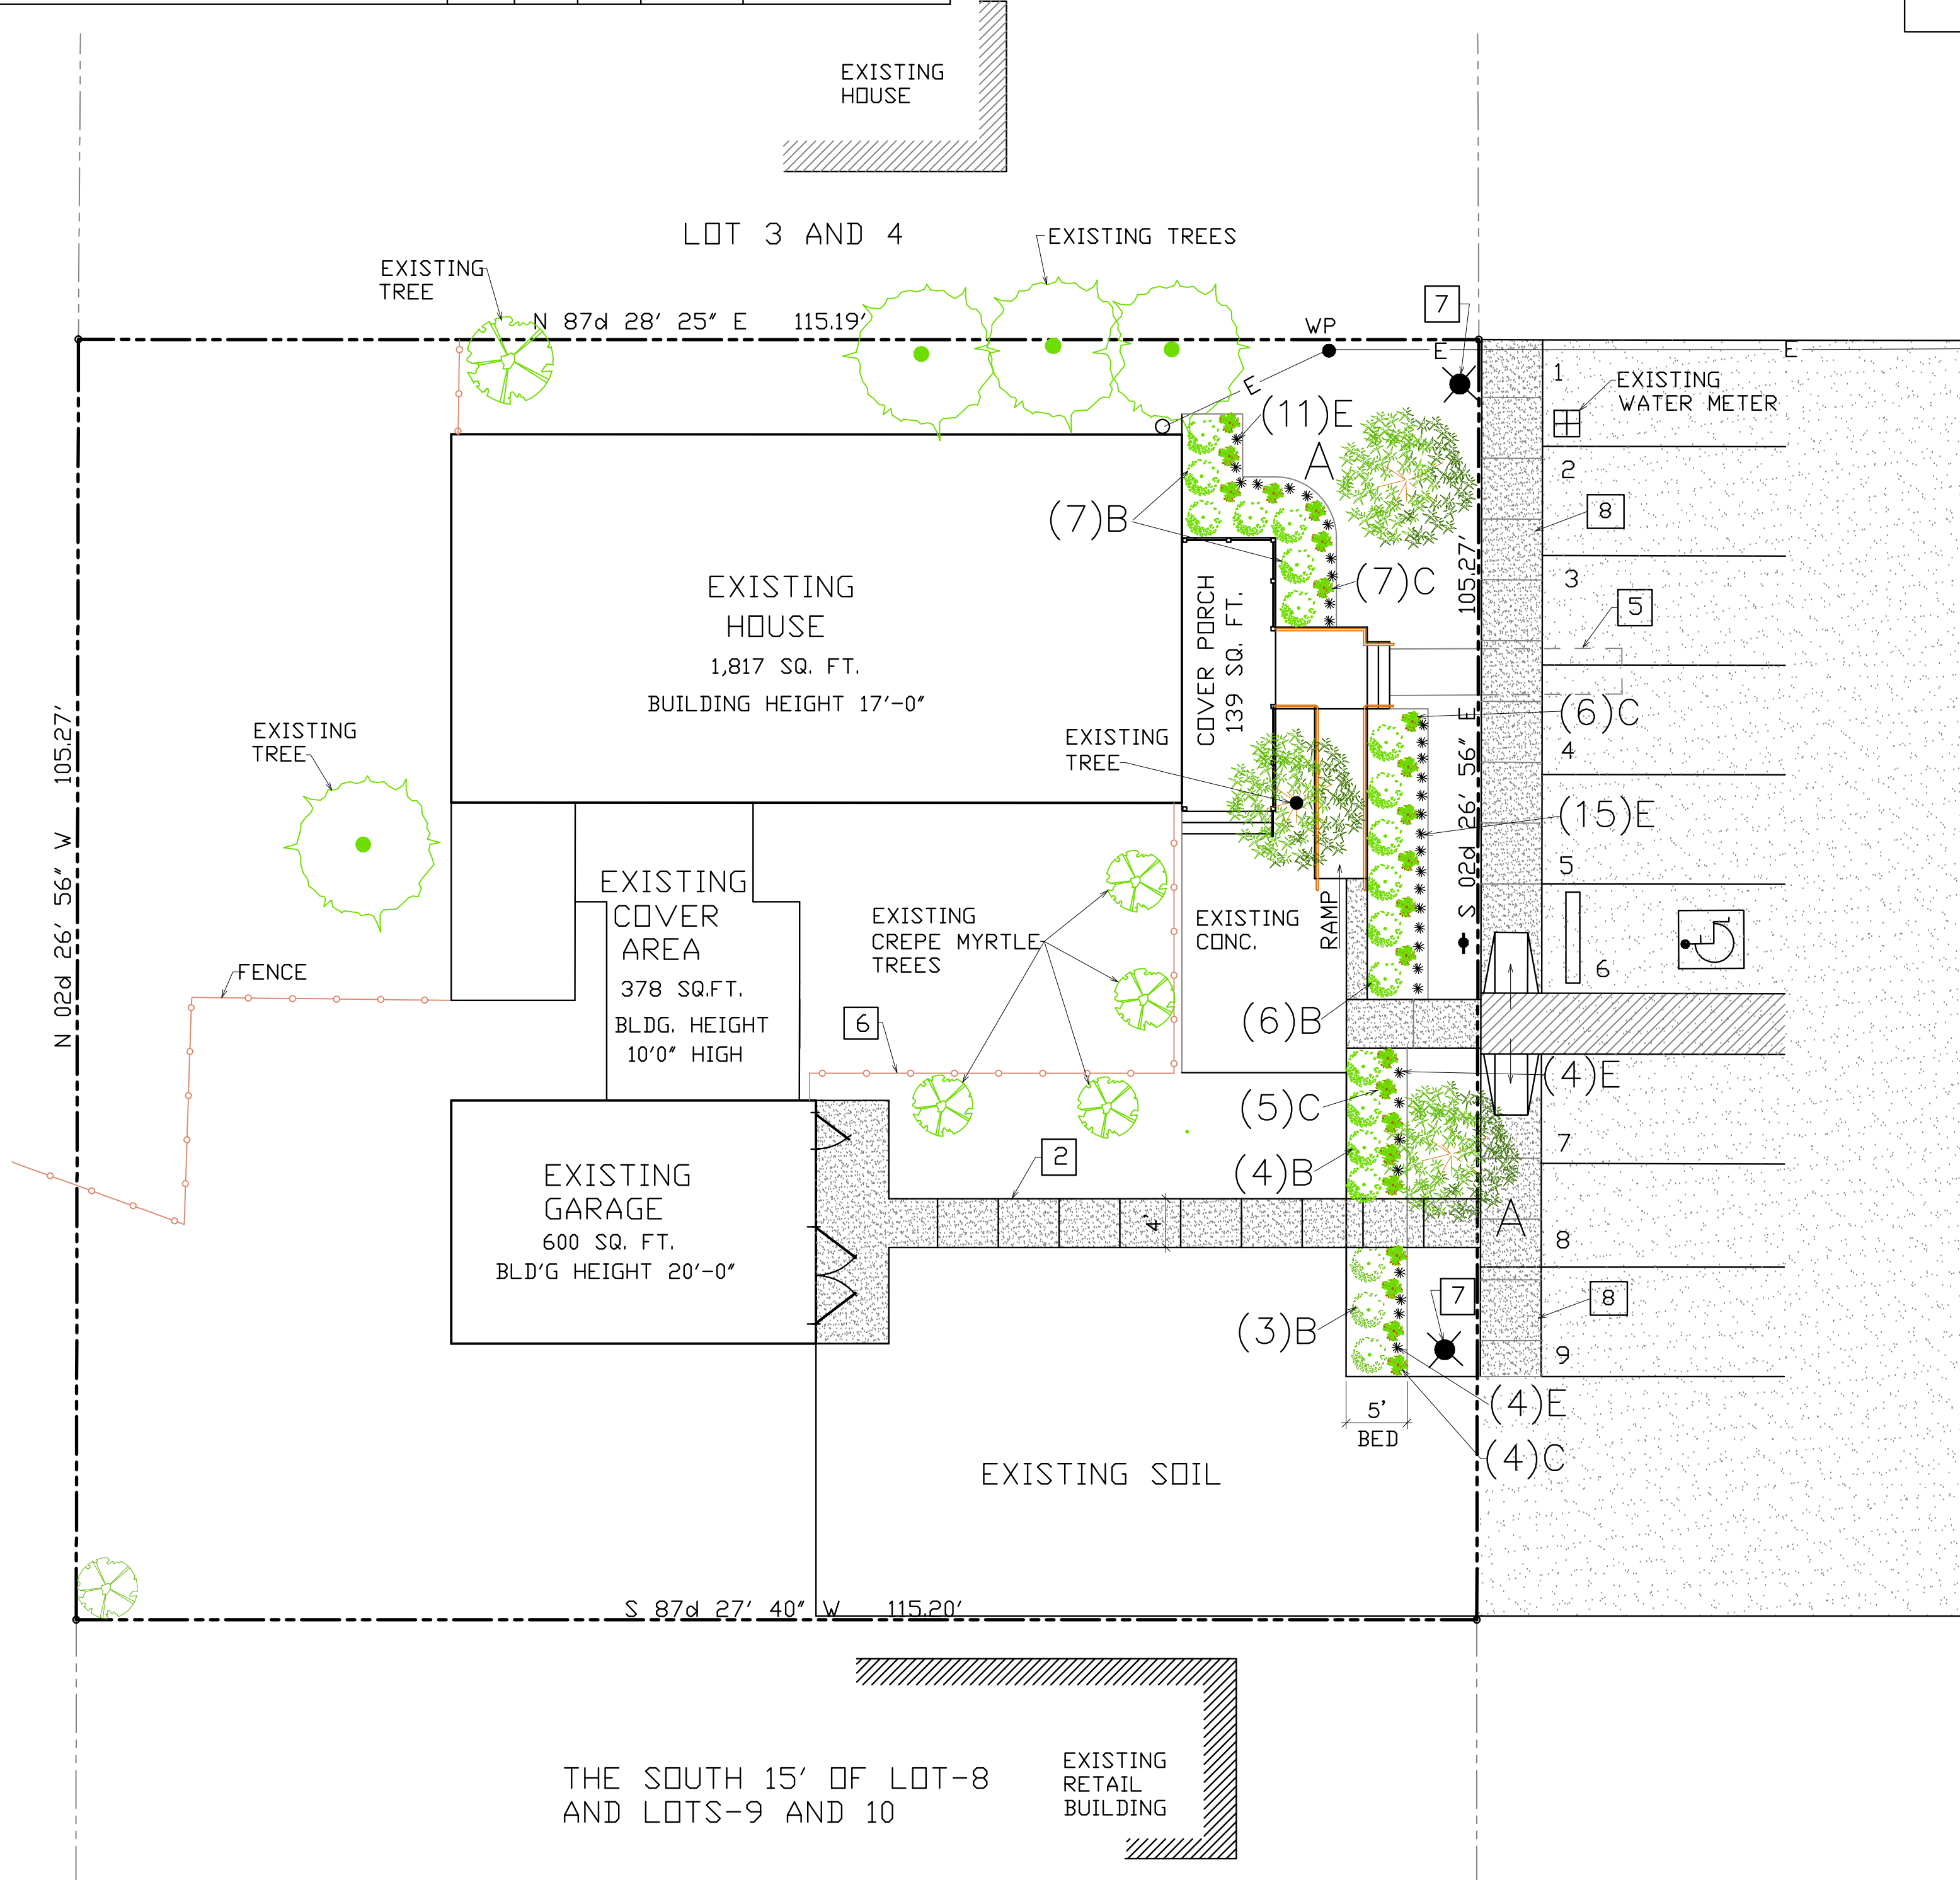 EXISTING
HOUSE
LOT 3 AND 4
EXISTING TREES
EXISTING
TREE
N 87d 28' 25" E 115.19'
WP
7
E
E
E
1
EXISTING
WATER METER
(11)E
A
2
8
(7)B
(7)C
3
5
105.27'
EXISTING
HOUSE
1,817 SQ. FT.
BUILDING HEIGHT 17'-0"
COVER PORCH
139 SQ. FT.
(6)C
4
EXISTING
TREE
EXISTING
TREE
(15)E
5
S 02d 26' 56" E
N 02d 26' 56" W 105.27'
EXISTING
COVER
AREA
378 SQ.FT.
BLDG. HEIGHT
10'0" HIGH
EXISTING
CREPE MYRTLE
TREES
EXISTING
CONC.
RAMP
6
FENCE
6
(6)B
(4)E
(5)C
7
2
(4)B
4'
A
8
EXISTING
GARAGE
600 SQ. FT.
BLD'G HEIGHT 20'-0"
7
8
(3)B
9
(4)E
5'
BED
(4)C
EXISTING SOIL
S 87d 27' 40" W 115.20'
THE SOUTH 15' OF LOT-8
AND LOTS-9 AND 10
EXISTING
RETAIL
BUILDING